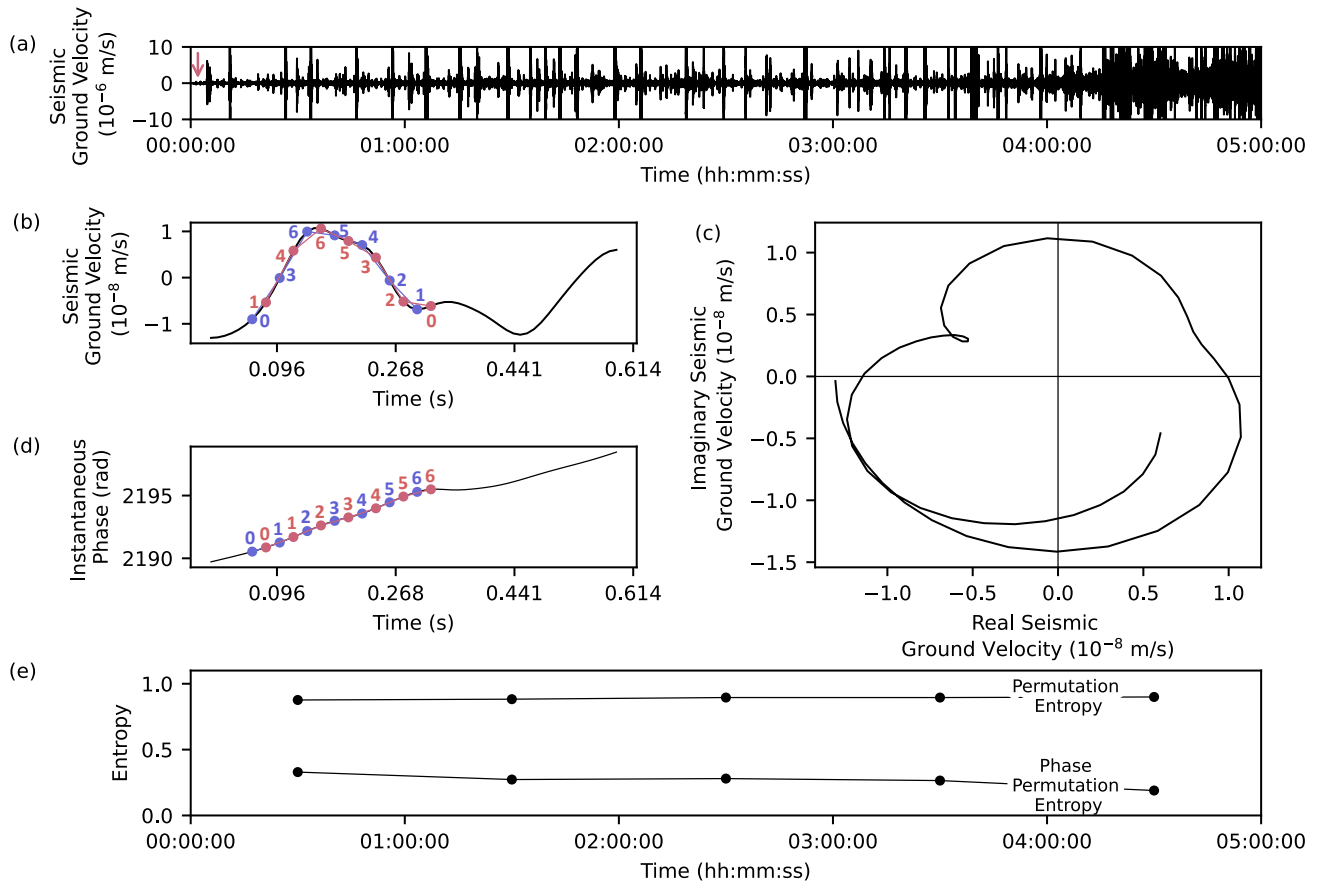 (a)
Seismic
Ground Velocity
(10⁻⁶ m/s)
10
0
−10
00:00:00 01:00:00 02:00:00 03:00:00 04:00:00 05:00:00
Time (hh:mm:ss)
(b)
Seismic
Ground Velocity
(10⁻⁸ m/s)
1
0
−1
0 1 3 4 6 6 5 5 4 3 2 2 1 0
0.096 0.268 0.441 0.614
Time (s)
(c)
Imaginary Seismic
Ground Velocity (10⁻⁸ m/s)
1.0
0.5
0.0
−0.5
−1.0
−1.5
−1.0 −0.5 0.0 0.5 1.0
Real Seismic
Ground Velocity (10⁻⁸ m/s)
(d)
Instantaneous
Phase (rad)
2195
2190
0 0 1 1 2 2 3 3 4 4 5 5 6 6
0.096 0.268 0.441 0.614
Time (s)
(e)
Entropy
1.0
0.5
0.0
Permutation
Entropy
Phase
Permutation
Entropy
00:00:00 01:00:00 02:00:00 03:00:00 04:00:00 05:00:00
Time (hh:mm:ss)